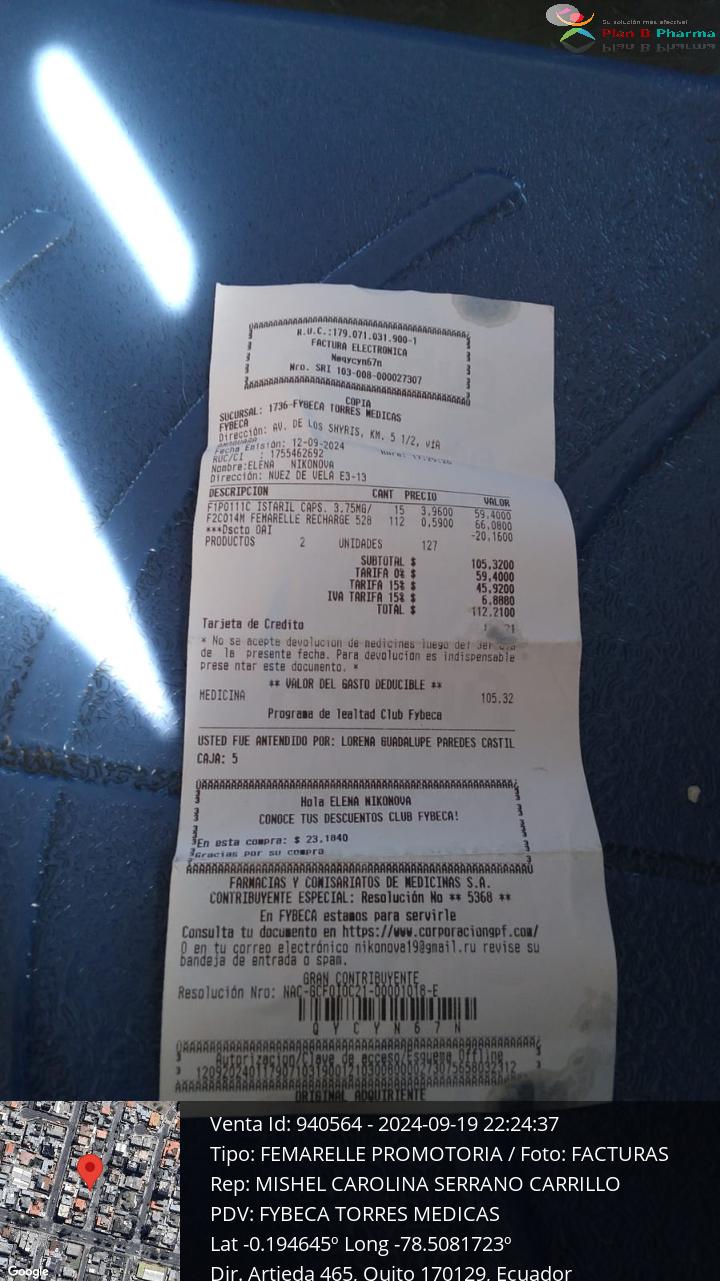 Su solución más efectiva!
Plan B Pharma
R.U.C.:179.071.031.900-1
FACTURA ELECTRONICA
Neqycyn67n
Nro. SRI 103-008-000027307
COPIA
SUCURSAL: 1736-FYBECA TORRES MEDICAS
FYBECA
Dirección: AV. DE LOS SHYRIS, KM. 5 1/2, VIA
Fecha Emisión: 12-09-2024
RUC/CI : 1755462692
Nombre:ELENA NIKONOVA
Dirección: NUEZ DE VELA E3-13
DESCRIPCION CANT PRECIO VALOR
F1P0111C ISTARIL CAPS. 3.75MG/ 15 3.9600 59.4000
F2C014M FEMARELLE RECHARGE 528 112 0.5900 66.0800
***Dscto OAI -20.1600
PRODUCTOS 2 UNIDADES 127
SUBTOTAL $ 105.3200
TARIFA 0% $ 59.4000
TARIFA 15% $ 45.9200
IVA TARIFA 15% $ 6.8880
TOTAL $ 112.2100
Tarjeta de Credito
* No se acepta devolucion de medicinas luego del
de la presente fecha. Para devolucion es indispensable
prese ntar este documento. *
** VALOR DEL GASTO DEDUCIBLE **
MEDICINA 105.32
Programa de lealtad Club Fybeca
USTED FUE ANTENDIDO POR: LORENA GUADALUPE PAREDES CASTIL
CAJA: 5
Hola ELENA NIKONOVA
CONOCE TUS DESCUENTOS CLUB FYBECA!
En esta compra: $ 23.1840
Gracias por su compra
FARMACIAS Y COMISARIATOS DE MEDICINAS S.A.
CONTRIBUYENTE ESPECIAL: Resolución No ** 5368 **
En FYBECA estamos para servirle
Consulta tu documento en https://www.corporaciongpf.com/
O en tu correo electrónico nikonova19@gmail.ru revise su
bandeja de entrada o spam.
GRAN CONTRIBUYENTE
Resolución Nro: NAC-GCFOIOC21-00001018-E
Q Y C Y N 6 7 N
Autorizacion/Clave de acceso/Esquema Offline
ORIGINAL ADQUIRIENTE
Venta Id: 940564 - 2024-09-19 22:24:37
Tipo: FEMARELLE PROMOTORIA / Foto: FACTURAS
Rep: MISHEL CAROLINA SERRANO CARRILLO
PDV: FYBECA TORRES MEDICAS
Lat -0.194645º Long -78.5081723º
Dir. Artieda 465, Quito 170129, Ecuador
Google